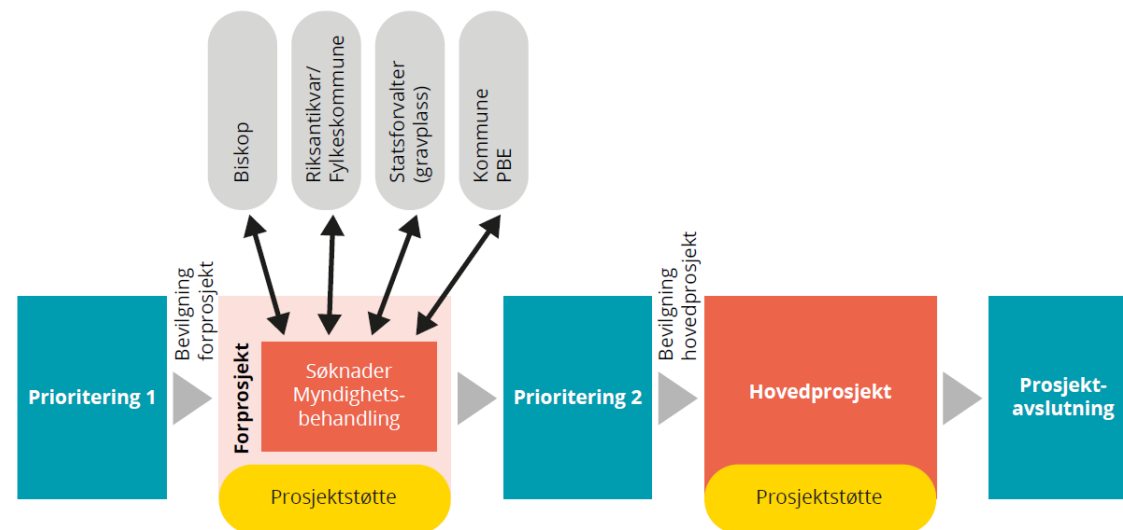 Biskop
Riksantikvar/
Fylkeskommune
Statsforvalter
(gravplass)
Kommune
PBE
Prioritering 1
Bevilgning
forprosjekt
Forprosjekt
Søknader
Myndighets-
behandling
Prosjektstøtte
Prioritering 2
Bevilgning
hovedprosjekt
Hovedprosjekt
Prosjektstøtte
Prosjekt-
avslutning